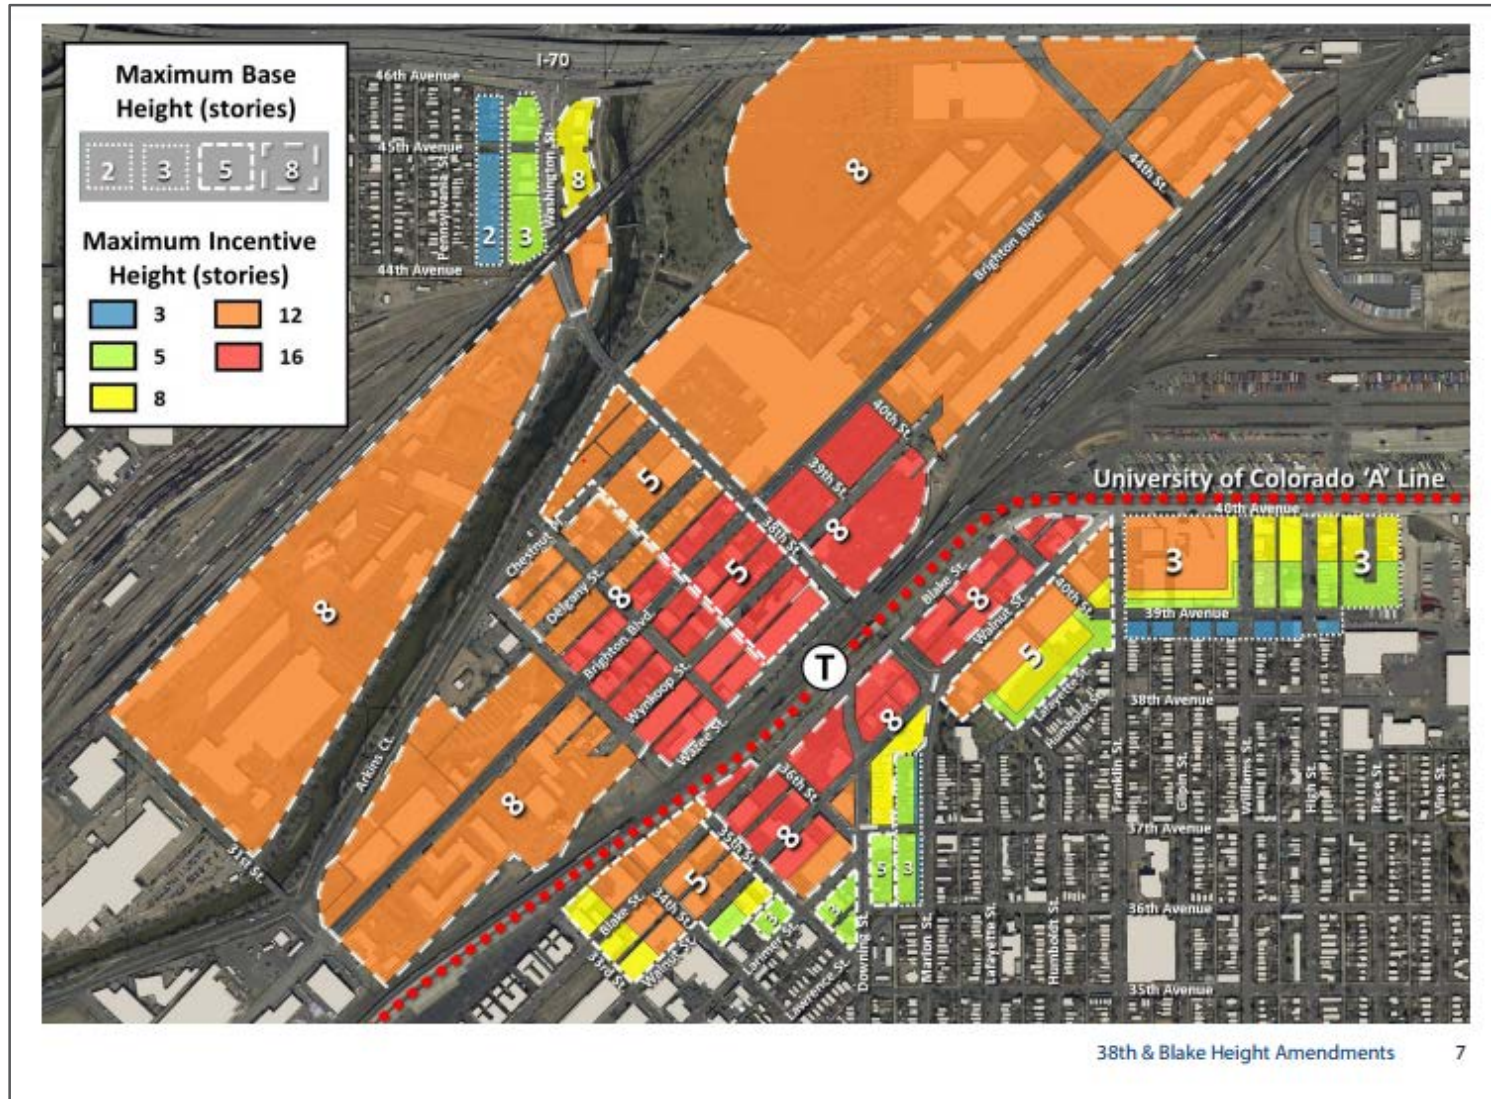 Maximum Base
Height (stories)
2
3
5
8
Maximum Incentive
Height (stories)
3
12
5
16
8
I-70
46th Avenue
45th Avenue
44th Avenue
Pennsylvania St.
Washington St.
2
3
8
8
8
44th St.
Brighton Blvd.
40th St.
39th St.
38th St.
8
5
5
8
Chestnut
Delgany St.
Brighton Blvd.
Wynkoop St.
Wazee St.
Arkins Ct.
31st St.
8
University of Colorado 'A' Line
40th Avenue
T
Blake St.
8
Walnut St.
40th St.
5
3
3
39th Avenue
38th Avenue
Lafayette St.
Humboldt St.
8
36th St.
8
35th St.
5
34th St.
Blake St.
33rd St.
Walnut St.
3
3
Larimer St.
Lawrence St.
5
3
Downing St.
Marion St.
Lafayette St.
Humboldt St.
Franklin St.
Gilpin St.
Williams St.
High St.
Race St.
Vine St.
37th Avenue
36th Avenue
35th Avenue
38th & Blake Height Amendments
7